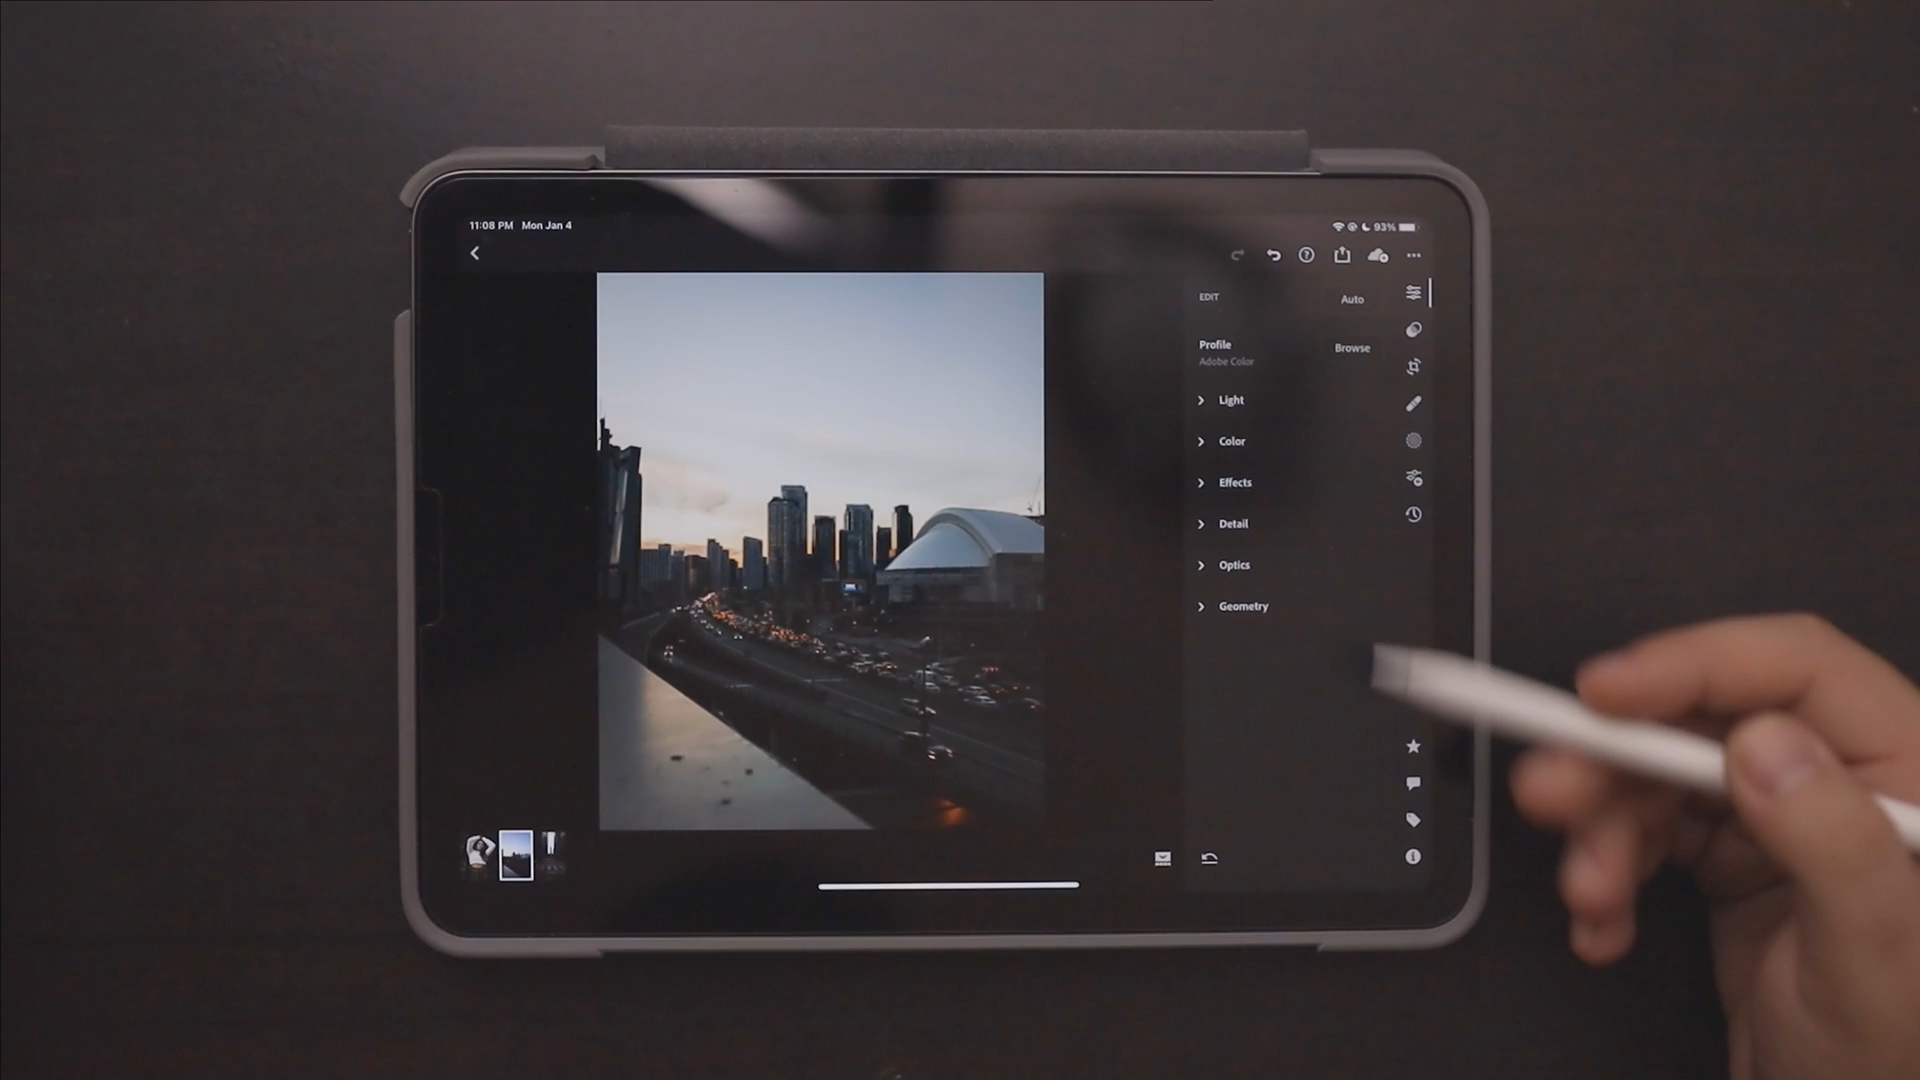 11:08 PM Mon Jan 4
93%
EDIT
Auto
Profile
Browse
Adobe Color
Light
Color
Effects
Detail
Optics
Geometry